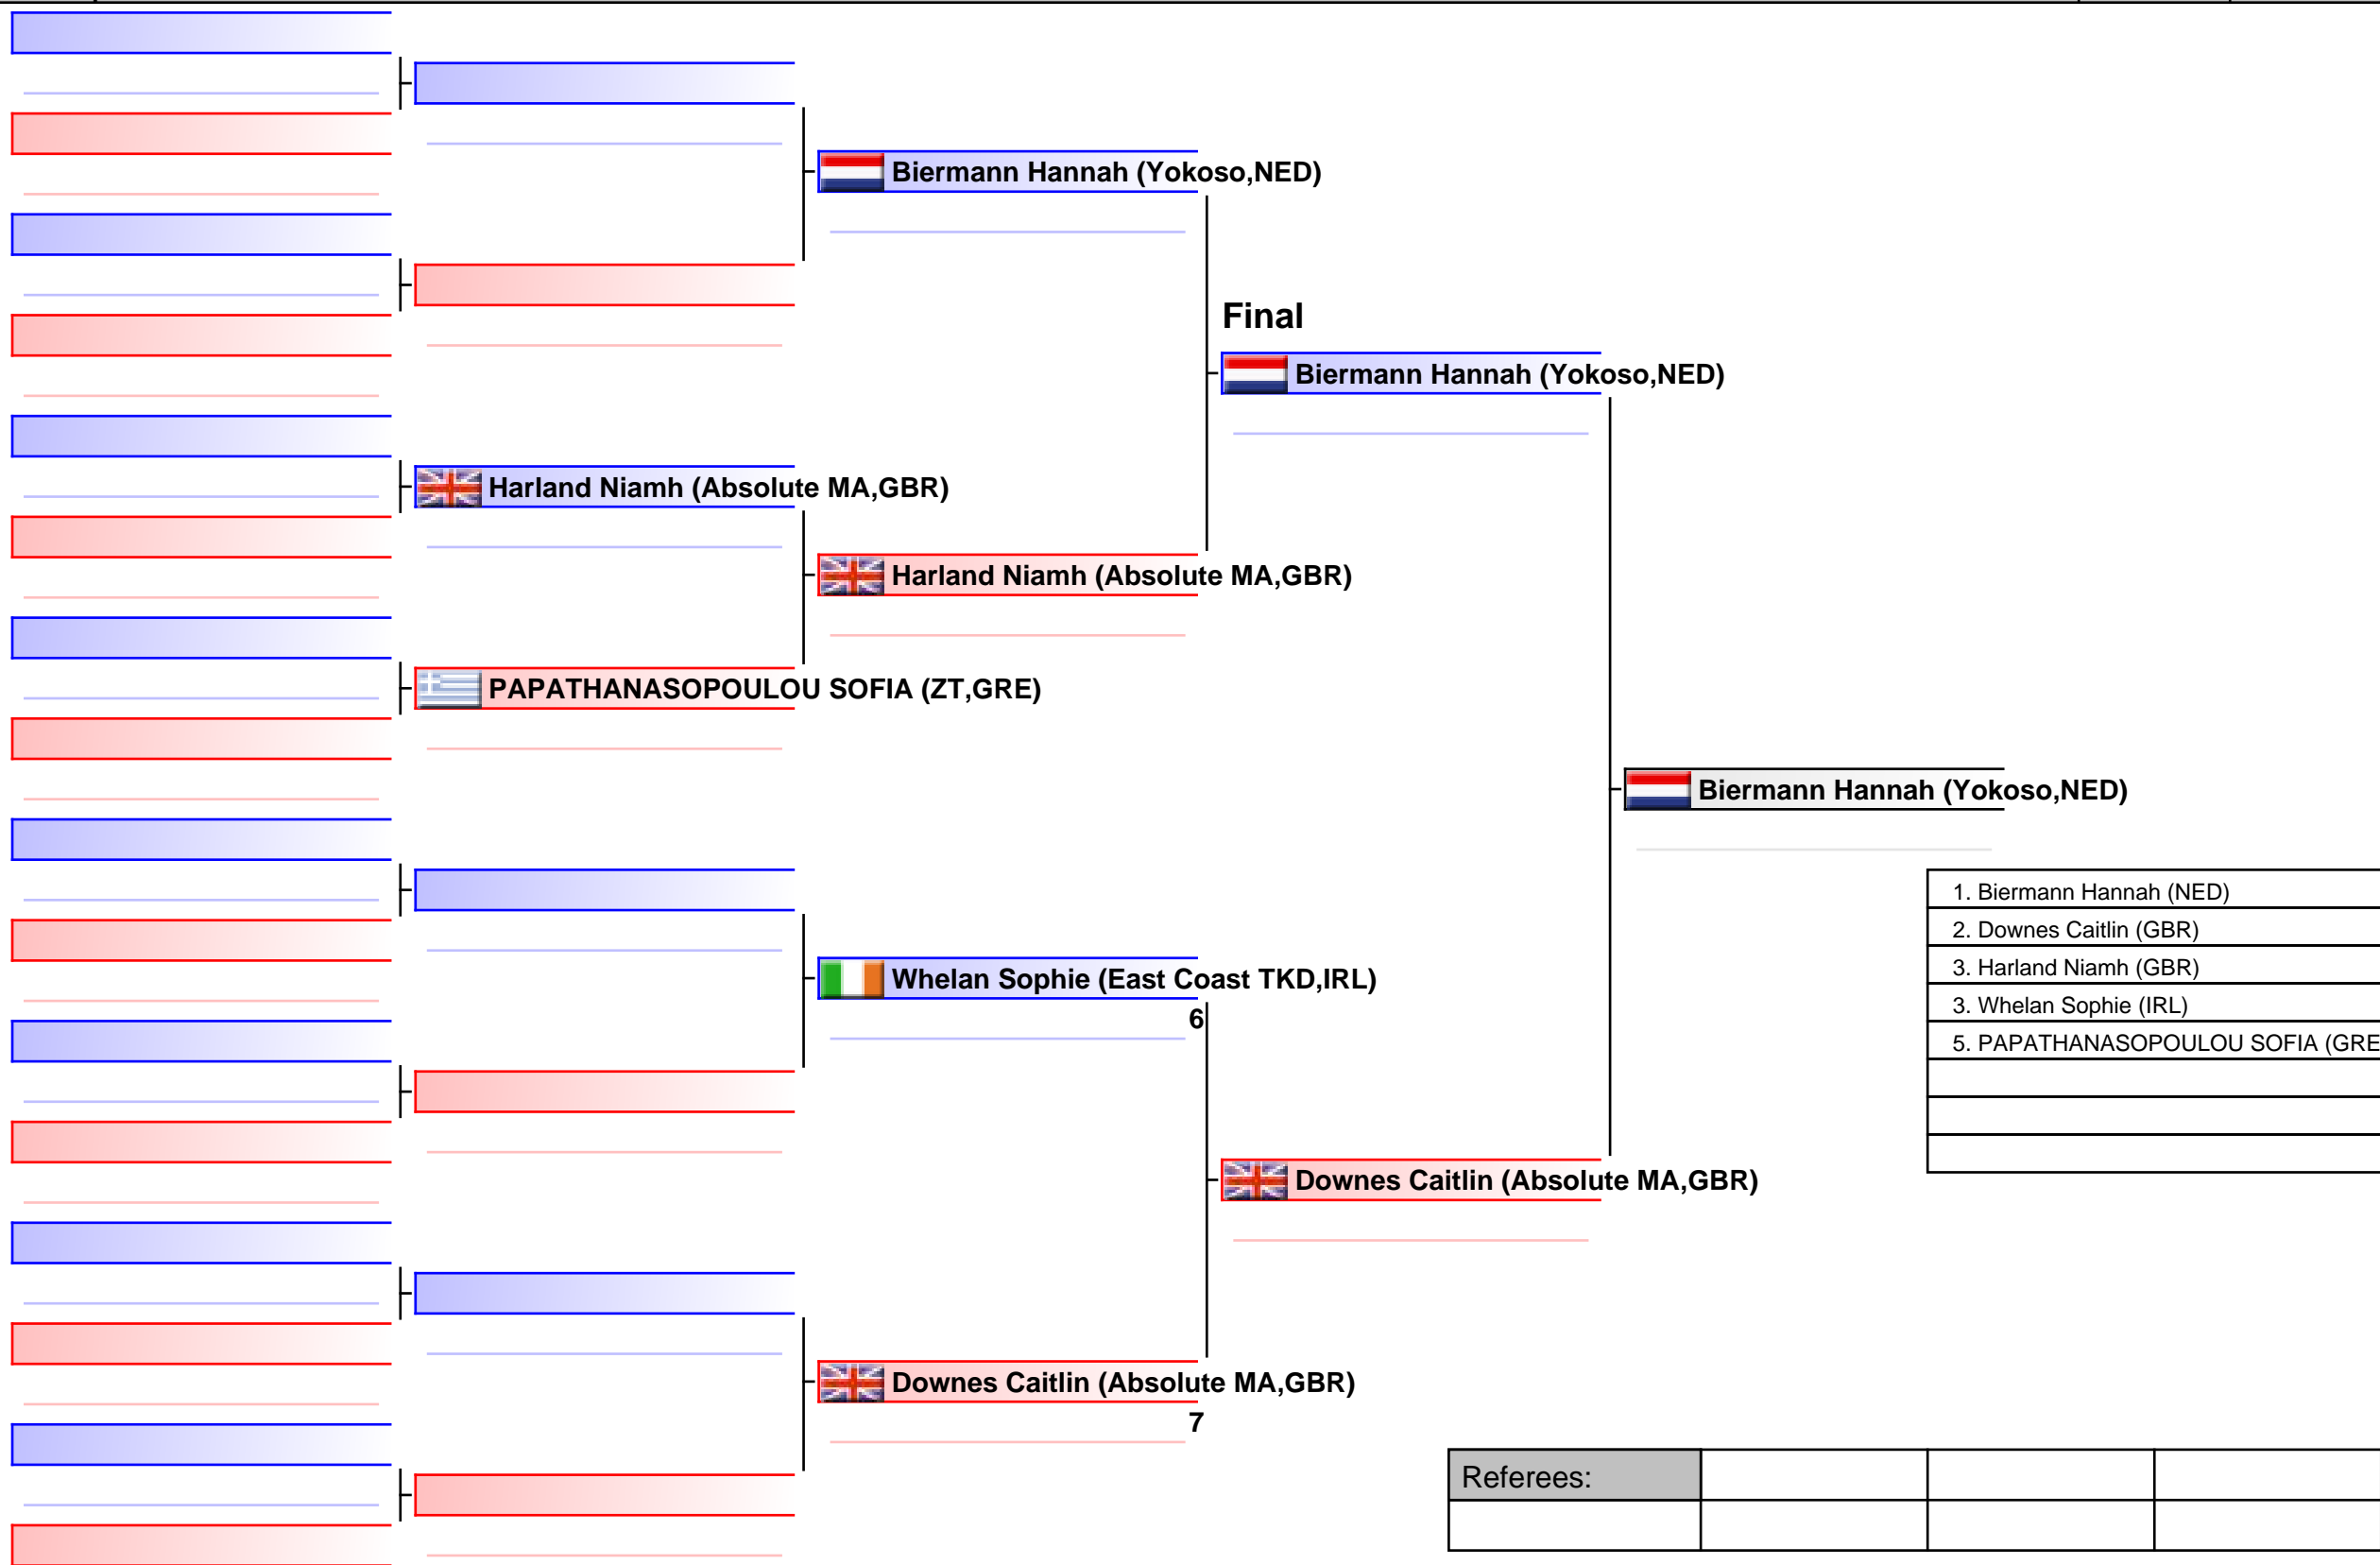 Biermann Hannah (Yokoso,NED)
Final
Biermann Hannah (Yokoso,NED)
Harland Niamh (Absolute MA,GBR)
Harland Niamh (Absolute MA,GBR)
PAPATHANASOPOULOU SOFIA (ZT,GRE)
Biermann Hannah (Yokoso,NED)
1. Biermann Hannah (NED)
2. Downes Caitlin (GBR)
3. Harland Niamh (GBR)
3. Whelan Sophie (IRL)
5. PAPATHANASOPOULOU SOFIA (GRE
Whelan Sophie (East Coast TKD,IRL)
6
Downes Caitlin (Absolute MA,GBR)
Downes Caitlin (Absolute MA,GBR)
7
Referees: